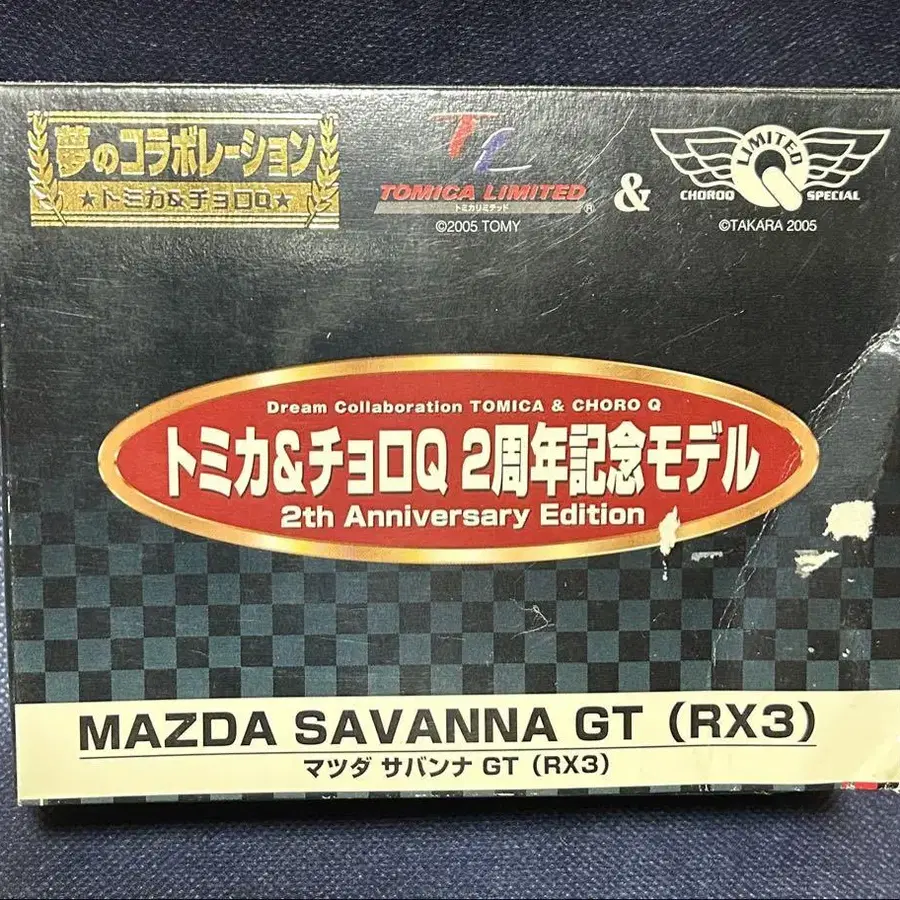 夢のコラボレーション
★トミカ&チョロQ★
TL
TOMICA LIMITED®
トミカリミテッド
©2005 TOMY
&
LIMITED
Q
CHOROQ SPECIAL
©TAKARA 2005
Dream Collaboration TOMICA & CHORO Q
トミカ&チョロQ 2周年記念モデル
2th Anniversary Edition
MAZDA SAVANNA GT (RX3)
マツダ サバンナ GT (RX3)